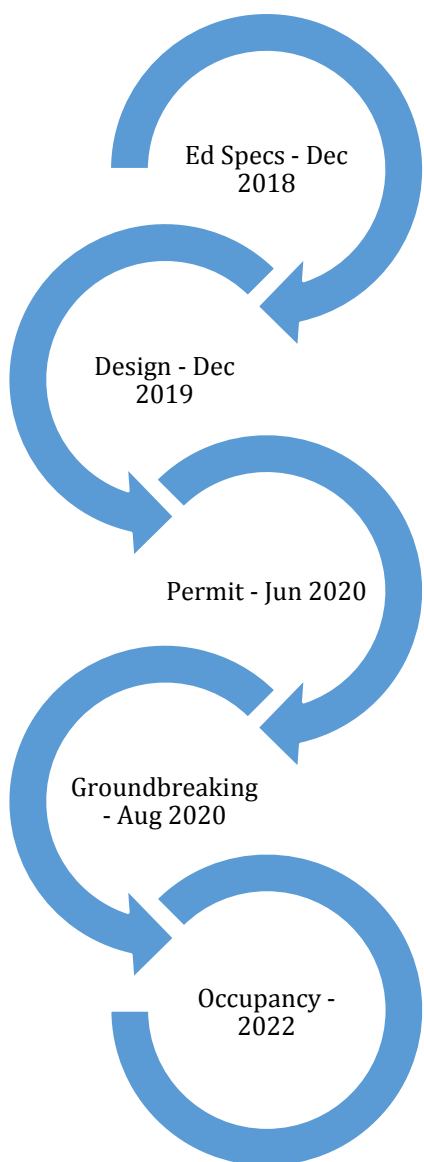 Ed Specs - Dec
2018
Design - Dec
2019
Permit - Jun 2020
Groundbreaking
- Aug 2020
Occupancy -
2022